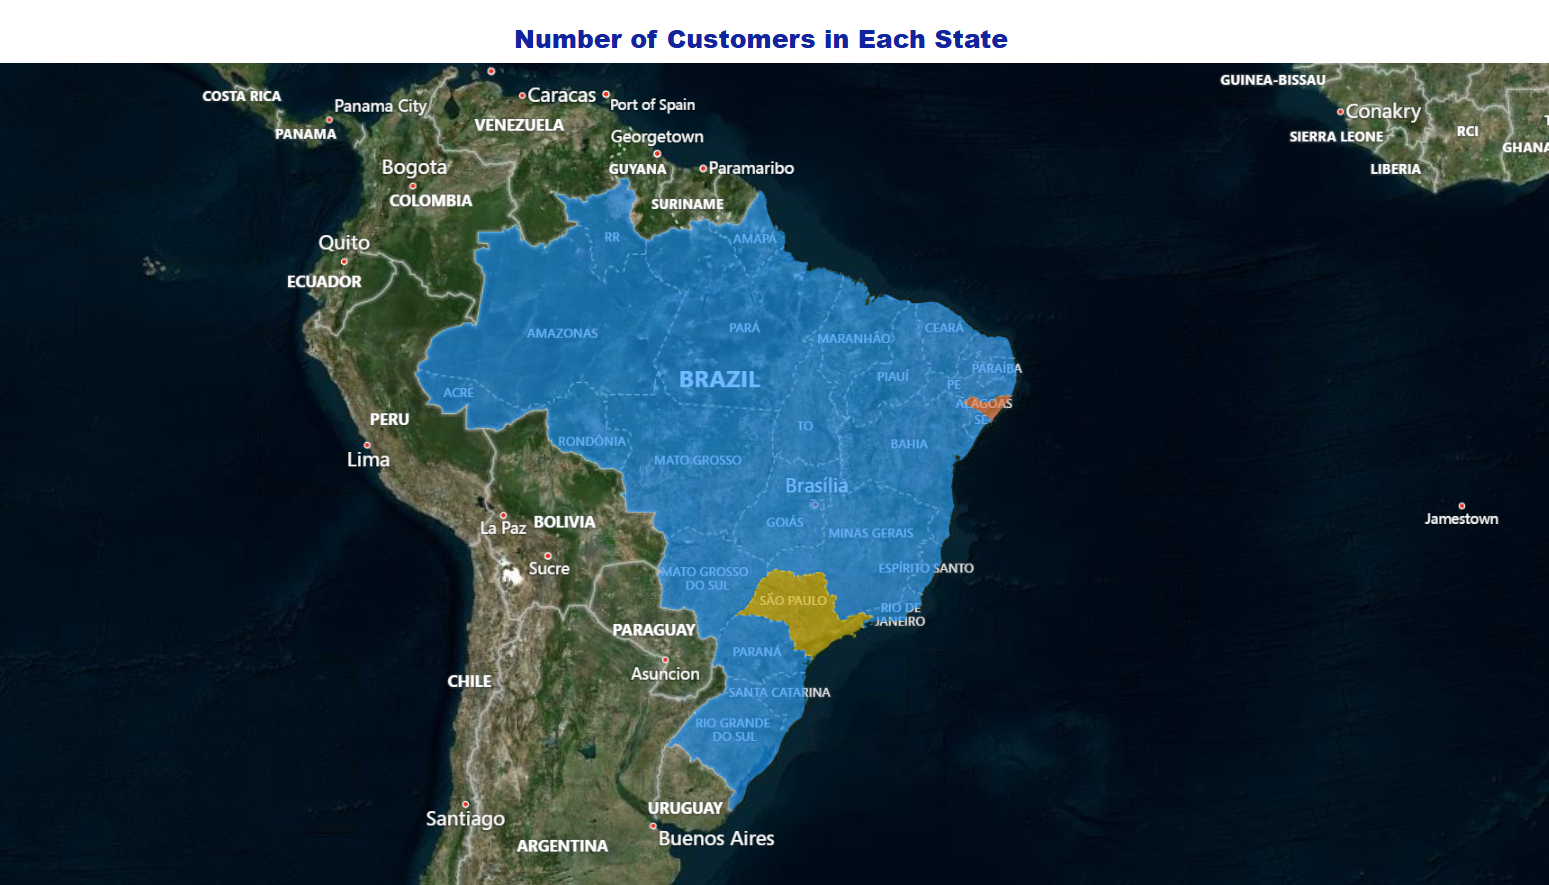 Number of Customers in Each State
GUINEA-BISSAU
COSTA RICA
Caracas
Panama City
Port of Spain
Conakry
VENEZUELA
PANAMA
Georgetown
SIERRA LEONE
RCI
GHANA
Bogota
GUYANA
Paramaribo
LIBERIA
COLOMBIA
SURINAME
RR
AMAPÁ
Quito
ECUADOR
AMAZONAS
PARÁ
MARANHÃO
CEARÁ
PARAÍBA
BRAZIL
PIAUÍ
PE
ACRE
ALAGOAS
PERU
SE
TO
RONDÔNIA
BAHIA
Lima
MATO GROSSO
Brasília
La Paz
BOLIVIA
GOIÁS
MINAS GERAIS
Jamestown
Sucre
MATO GROSSO
DO SUL
ESPÍRITO SANTO
SÃO PAULO
RIO DE
JANEIRO
PARAGUAY
PARANÁ
Asuncion
CHILE
SANTA CATARINA
RIO GRANDE
DO SUL
URUGUAY
Santiago
Buenos Aires
ARGENTINA